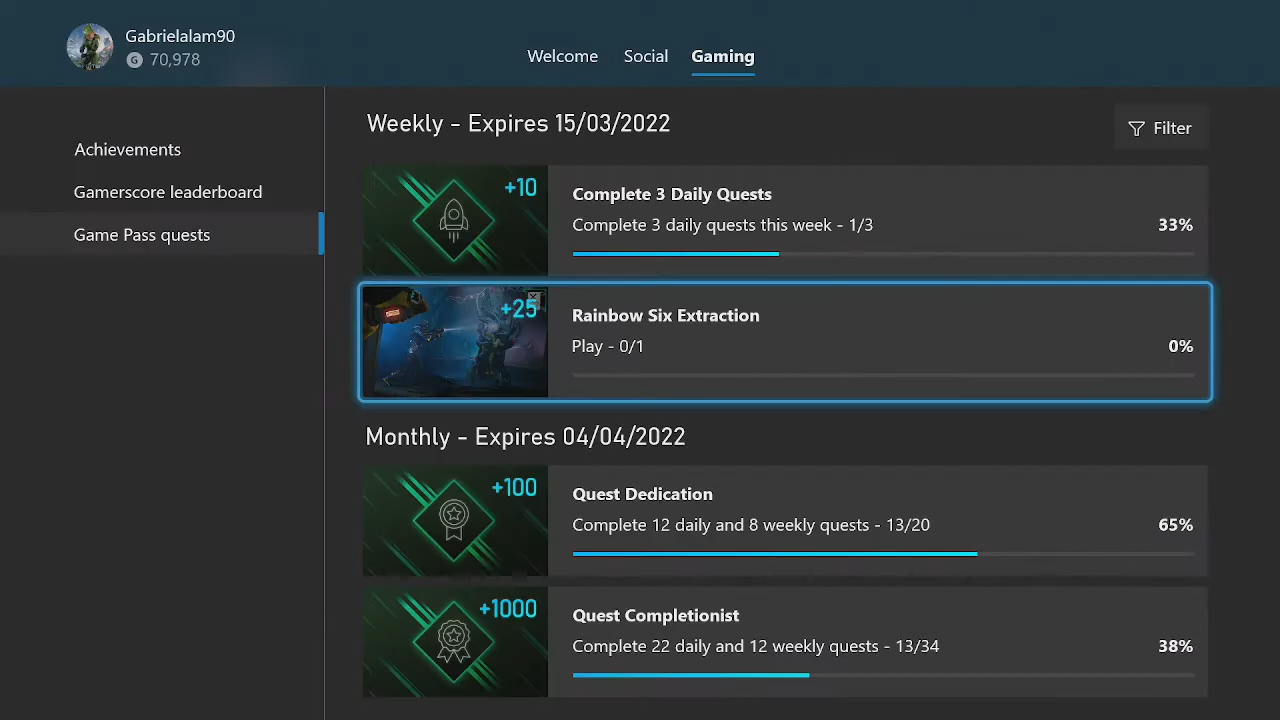 Gabrielalam90
G 70,978
Welcome
Social
Gaming
Achievements
Gamerscore leaderboard
Game Pass quests
Weekly - Expires 15/03/2022
Filter
+10
Complete 3 Daily Quests
Complete 3 daily quests this week - 1/3
33%
+25
Rainbow Six Extraction
Play - 0/1
0%
Monthly - Expires 04/04/2022
+100
Quest Dedication
Complete 12 daily and 8 weekly quests - 13/20
65%
+1000
Quest Completionist
Complete 22 daily and 12 weekly quests - 13/34
38%